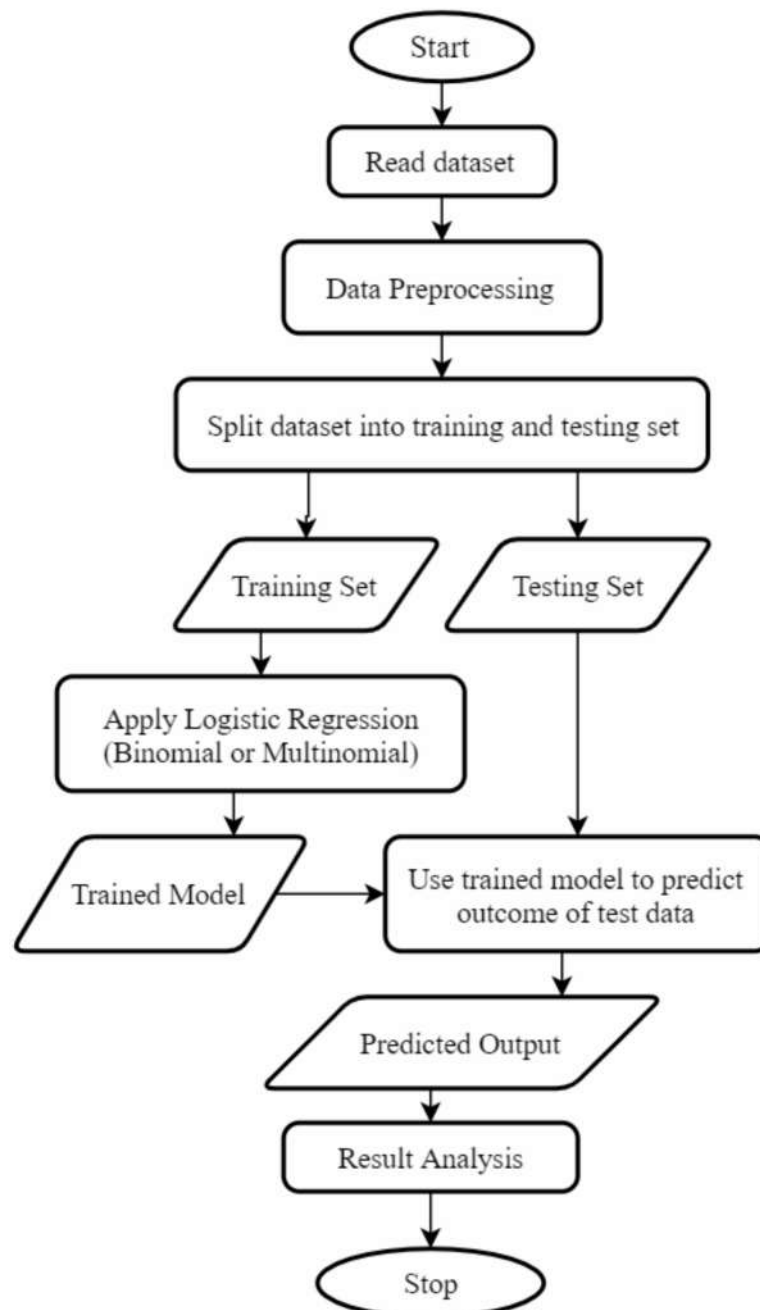 Start
Read dataset
Data Preprocessing
Split dataset into training and testing set
Training Set
Testing Set
Apply Logistic Regression
(Binomial or Multinomial)
Trained Model
Use trained model to predict
outcome of test data
Predicted Output
Result Analysis
Stop